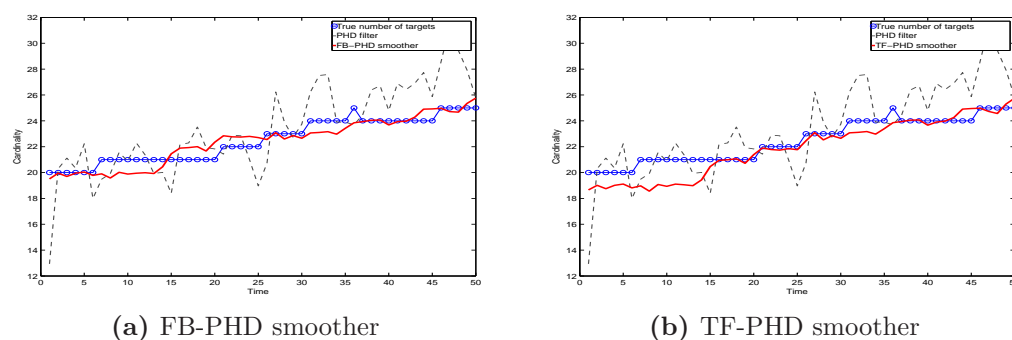 32
30
28
26
24
22
20
18
16
14
12
Cardinality
0 5 10 15 20 25 30 35 40 45 50
Time
True number of targets
PHD filter
FB-PHD smoother
(a) FB-PHD smoother
32
30
28
26
24
22
20
18
16
14
12
Cardinality
0 5 10 15 20 25 30 35 40 45 50
Time
True number of targets
PHD filter
TF-PHD smoother
(b) TF-PHD smoother